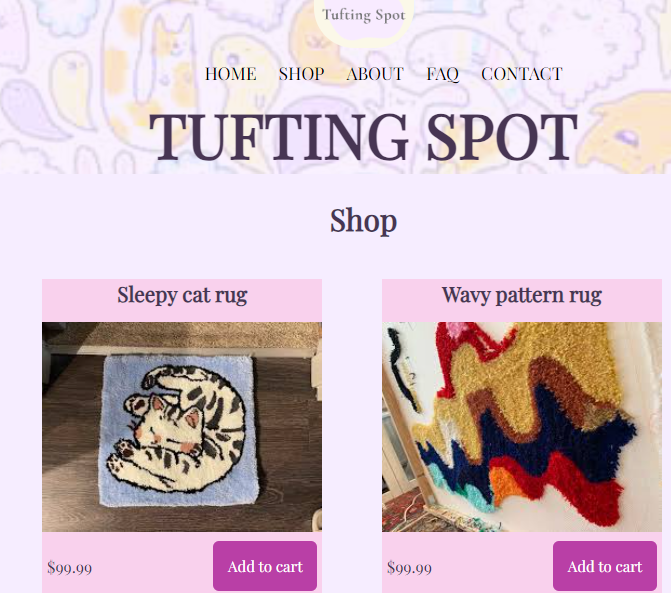 Tufting Spot
HOME SHOP ABOUT FAQ CONTACT
TUFTING SPOT
Shop
Sleepy cat rug
Wavy pattern rug
$99.99
Add to cart
$99.99
Add to cart